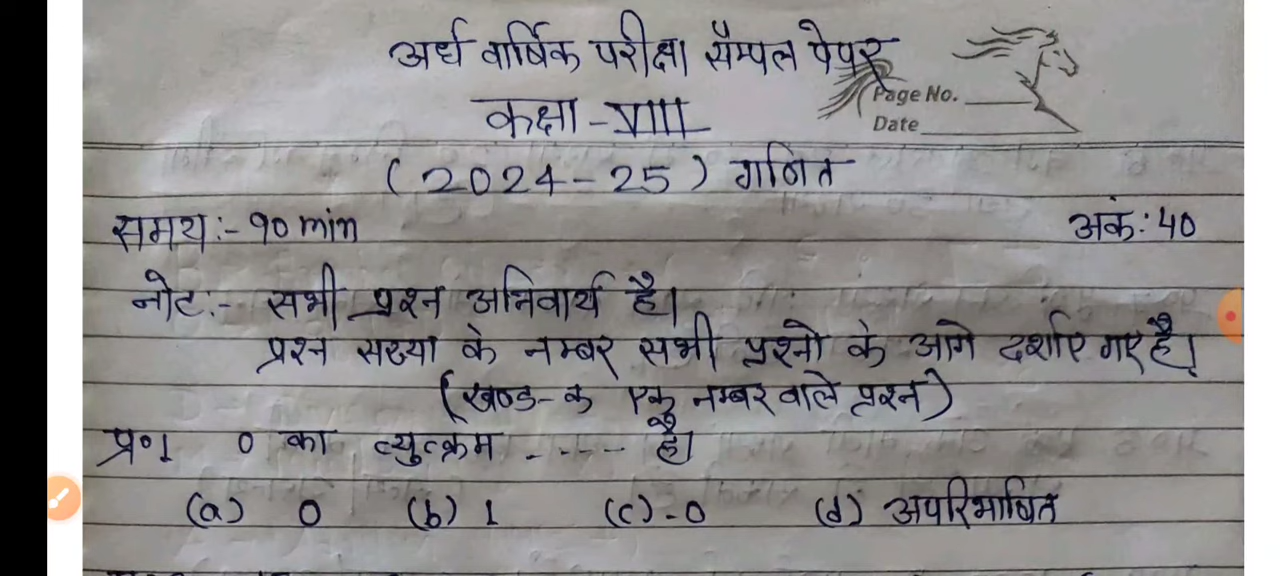 अर्ध वार्षिक परीक्षा सैम्पल पेपर
Page No.
कक्षा - VIII
Date
(2024-25) गणित
समय:- 90 min
अंक: 40
नोट:- सभी प्रश्न अनिवार्य है।
प्रश्न सख्या के नम्बर सभी प्रश्नो के आगे दर्शाए गए है।
(खण्ड-क एक नम्बर वाले प्रश्न)
प्र०1 0 का व्युत्क्रम ----- है।
(a) 0 (b) 1 (c) -0 (d) अपरिभाषित